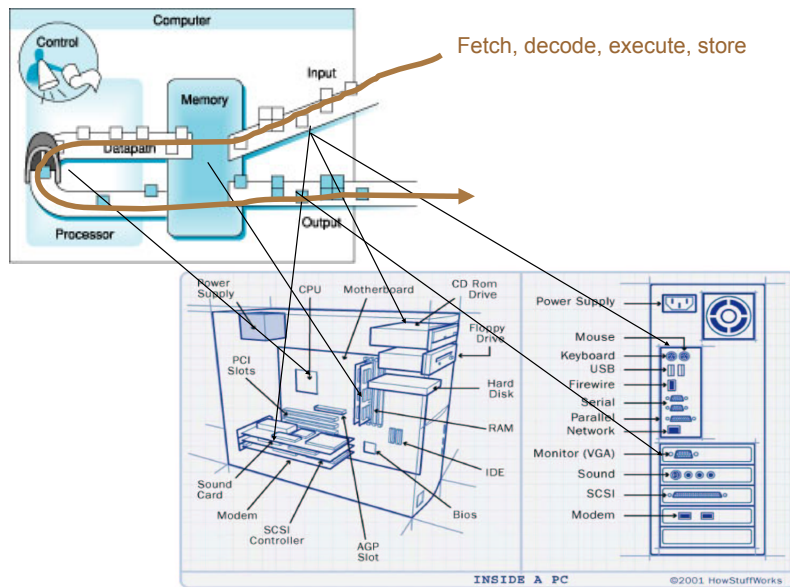 Computer
Fetch, decode, execute, store
Control
Input
Memory
Datapath
Output
Processor
Power
Supply
CPU
Motherboard
CD Rom
Drive
Floppy
Drive
PCI
Slots
Hard
Disk
RAM
IDE
Sound
Card
Modem
SCSI
Controller
AGP
Slot
Bios
Power Supply
Mouse
Keyboard
USB
Firewire
Serial
Parallel
Network
Monitor (VGA)
Sound
SCSI
Modem
INSIDE A PC
©2001 HowStuffWorks